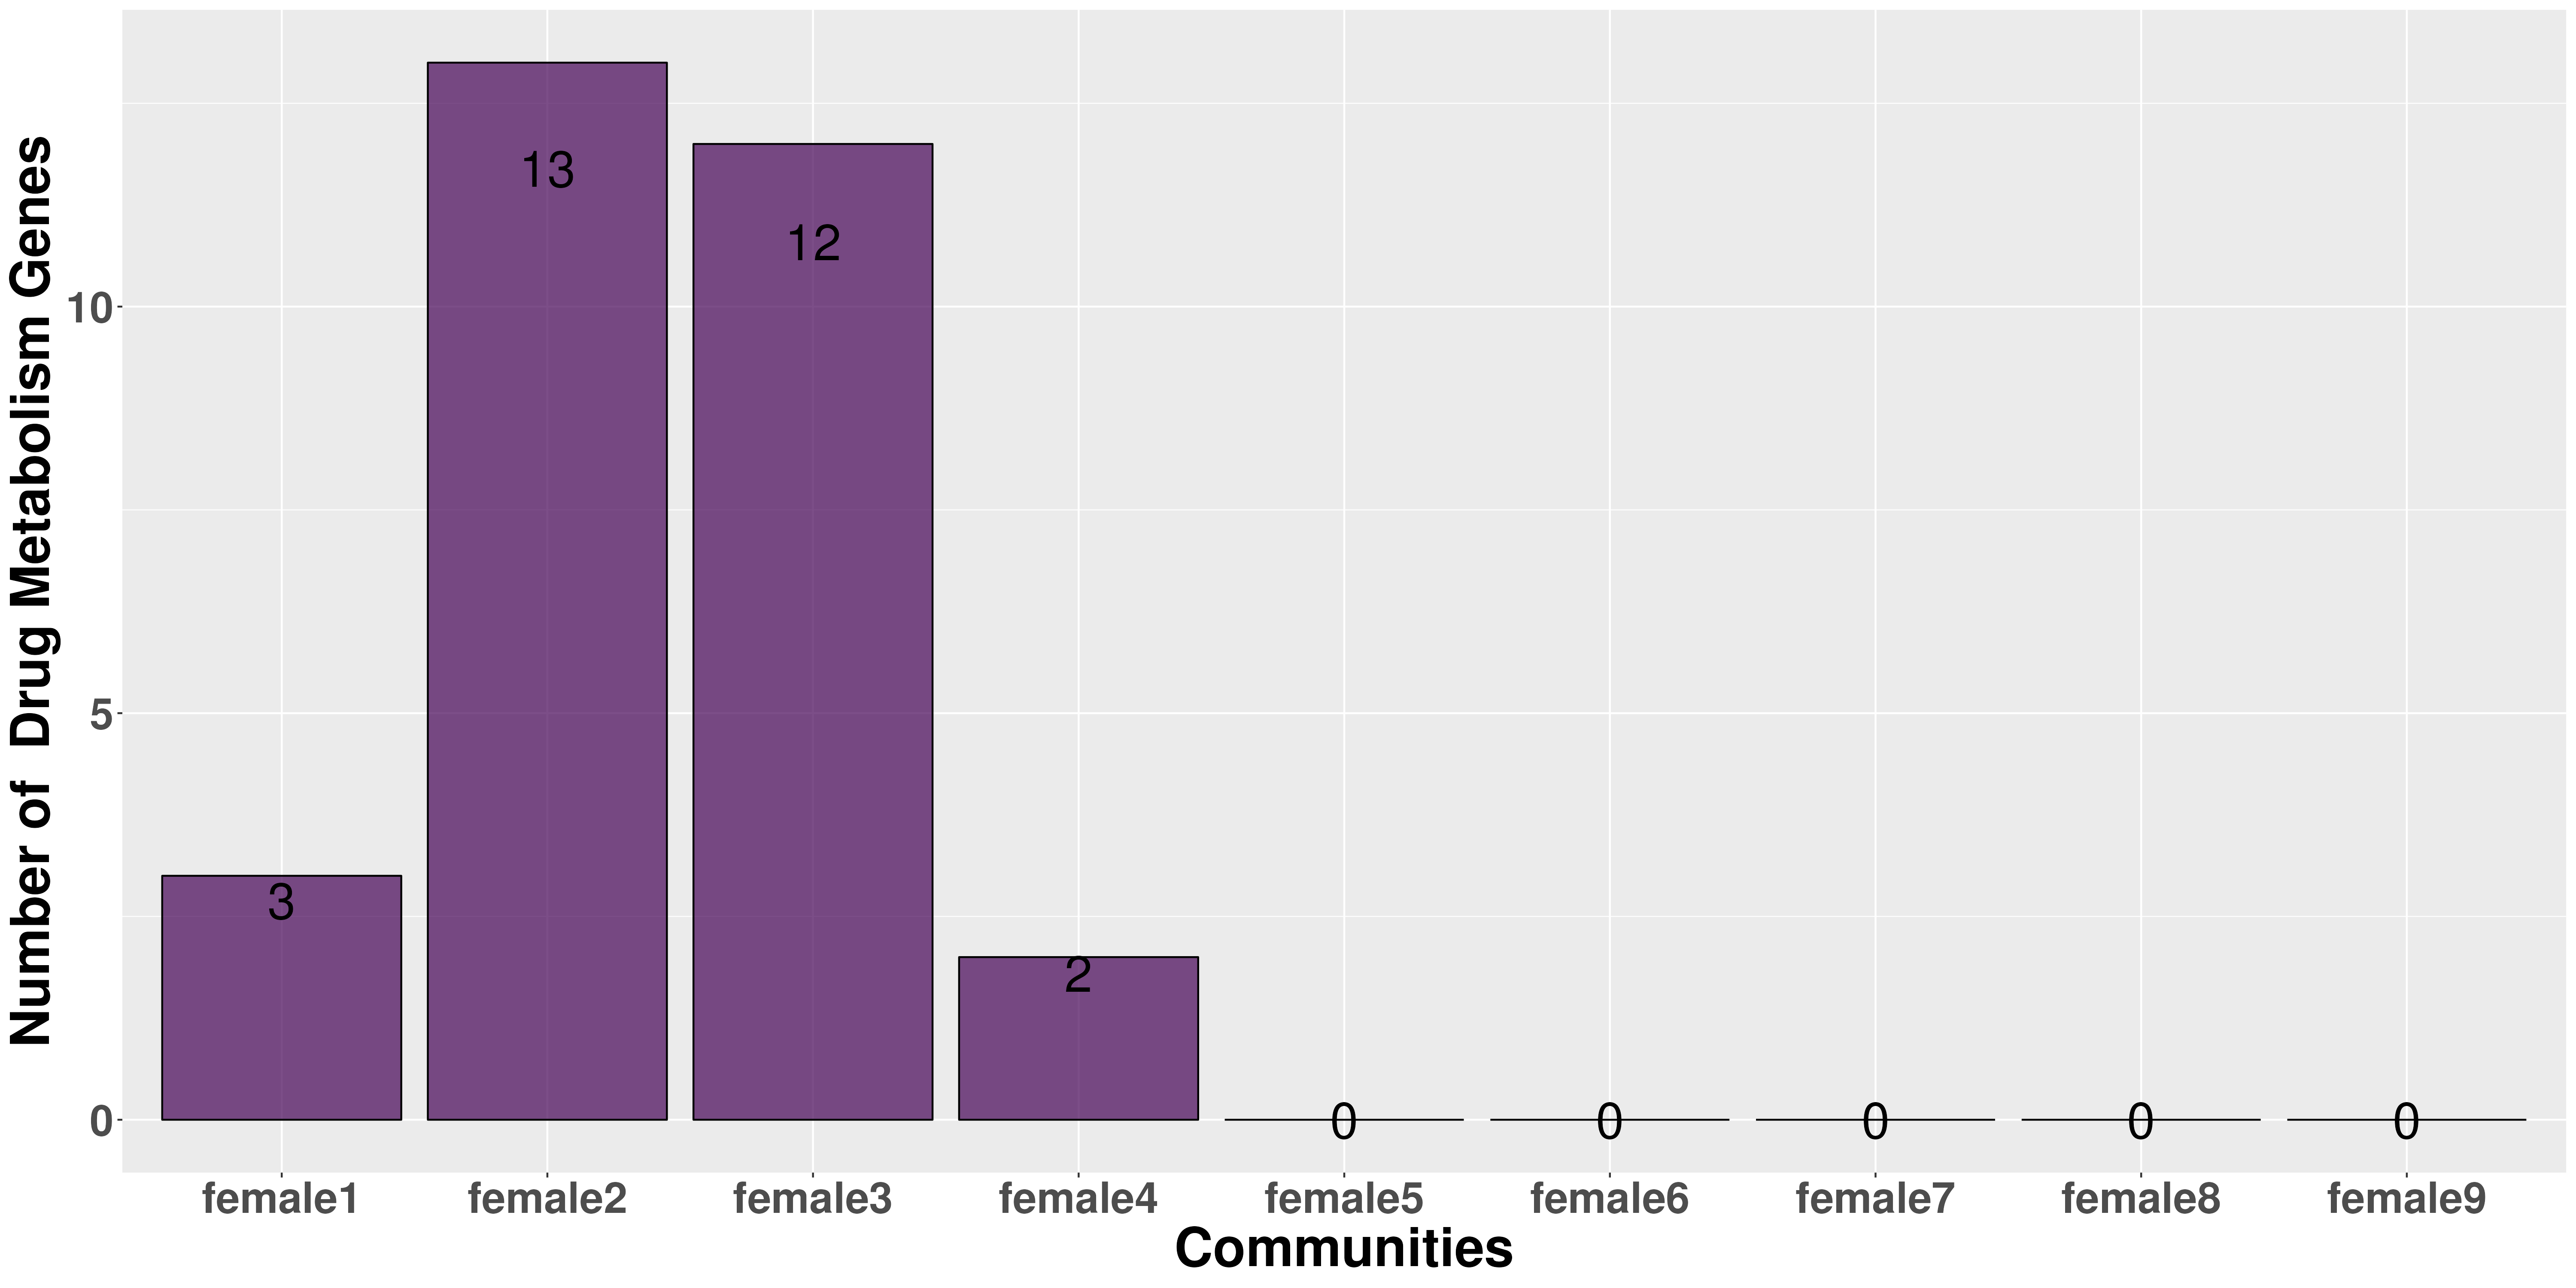 Number of  Drug Metabolism Genes
10
5
0
13
12
3
2
0 0 0 0 0
female1 female2 female3 female4 female5 female6 female7 female8 female9
Communities